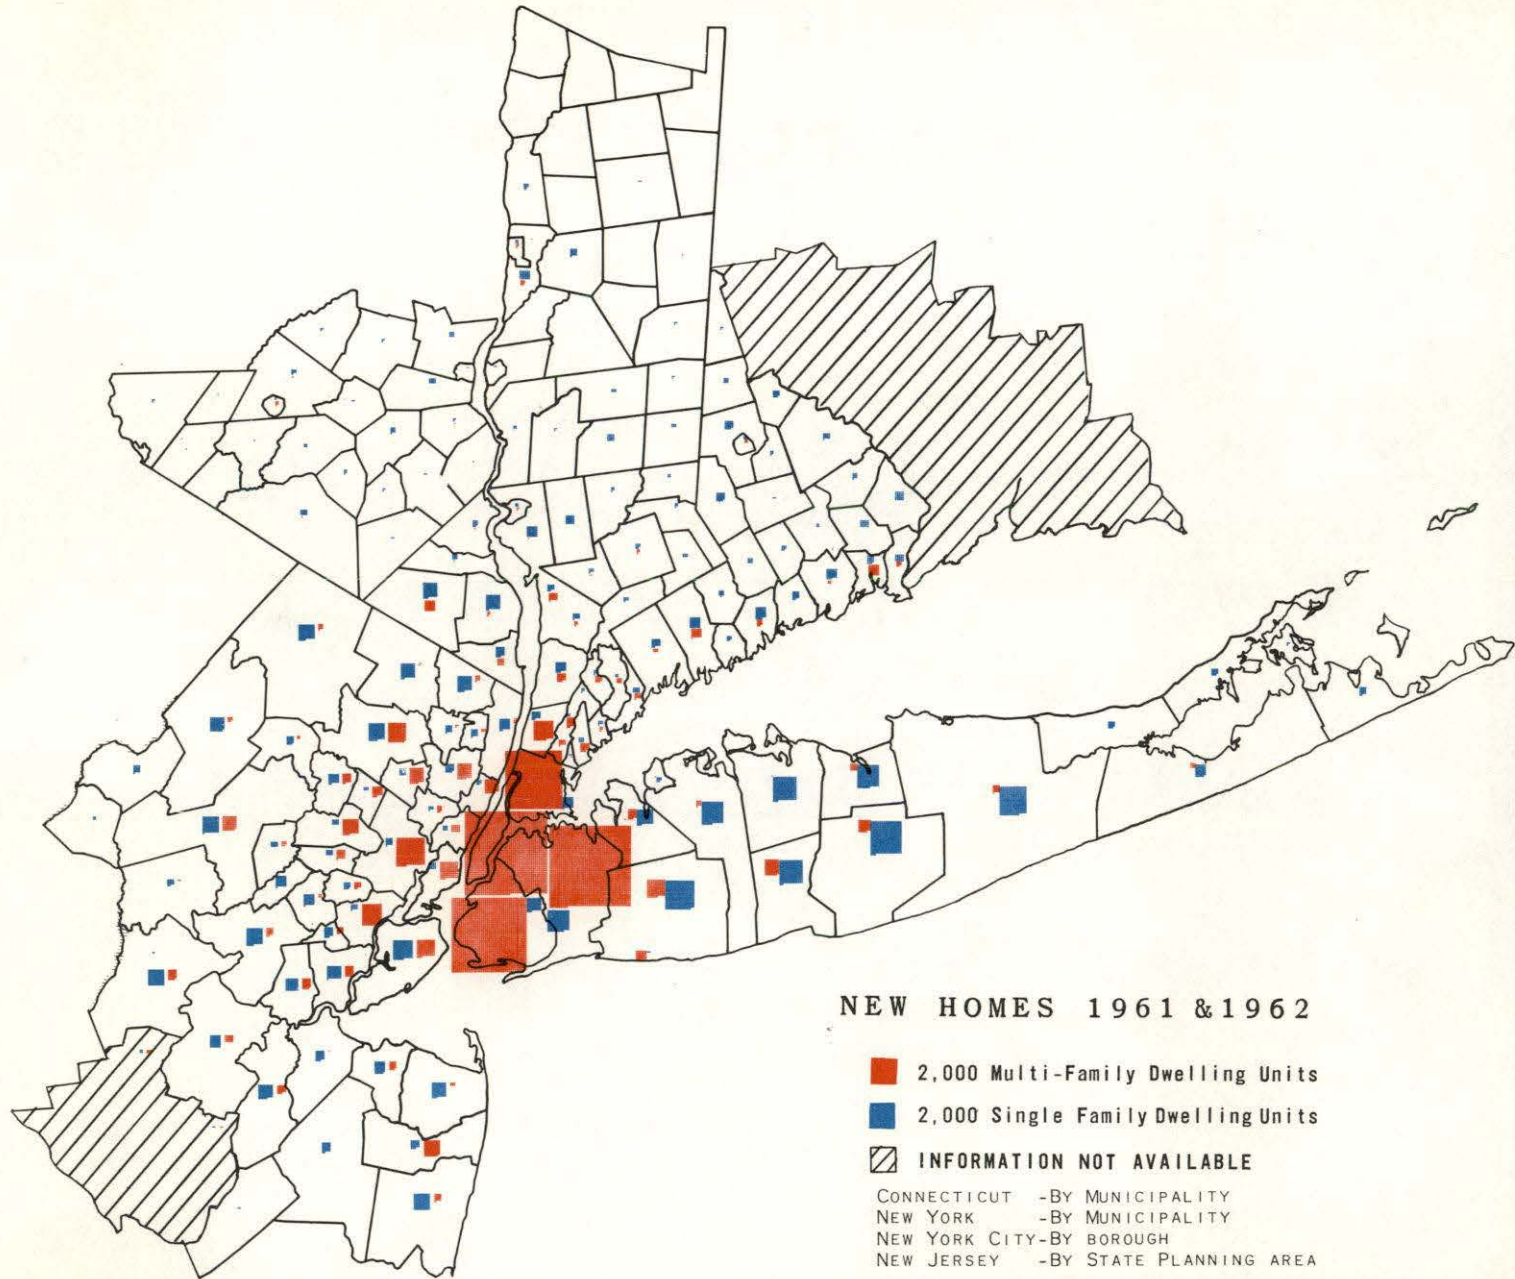 NEW HOMES 1961 & 1962
2,000 Multi-Family Dwelling Units
2,000 Single Family Dwelling Units
INFORMATION NOT AVAILABLE
CONNECTICUT -BY MUNICIPALITY
NEW YORK -BY MUNICIPALITY
NEW YORK CITY-BY BOROUGH
NEW JERSEY -BY STATE PLANNING AREA